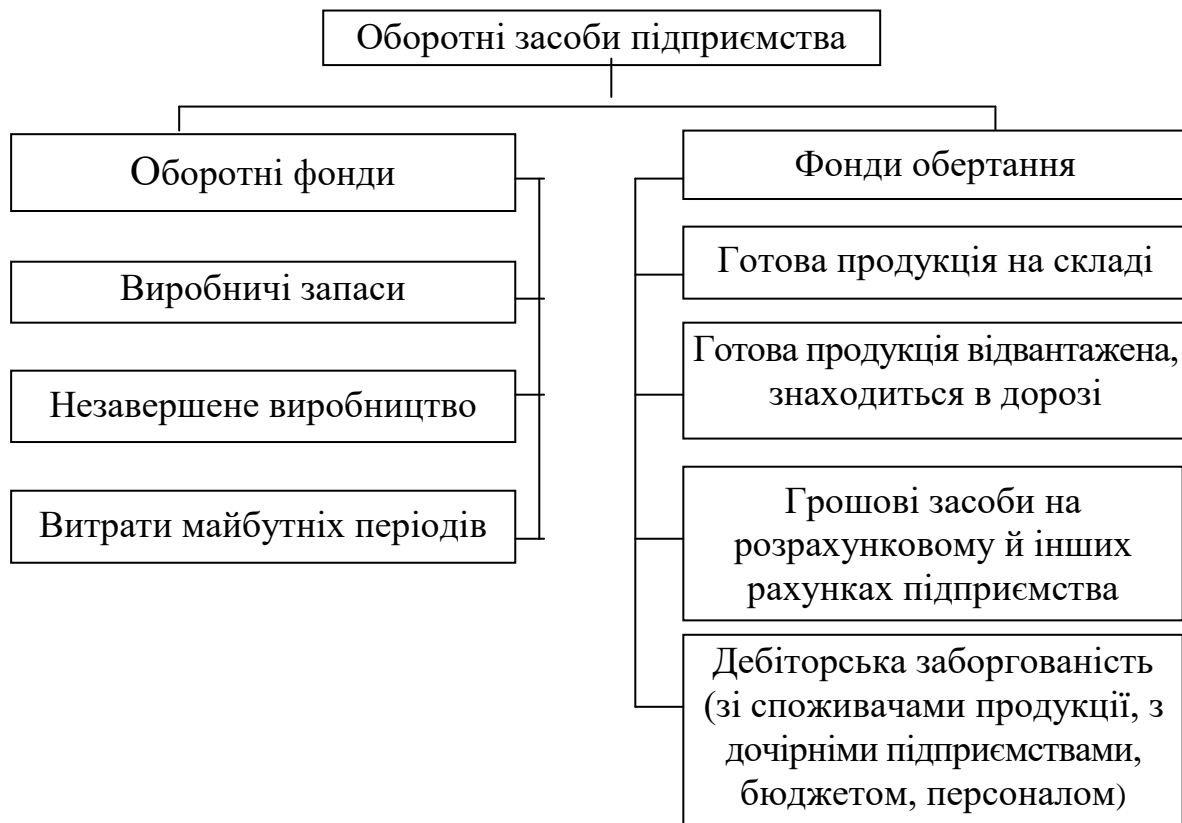 Оборотні засоби підприємства
Оборотні фонди
Виробничі запаси
Незавершене виробництво
Витрати майбутніх періодів
Фонди обертання
Готова продукція на складі
Готова продукція відвантажена,
знаходиться в дорозі
Грошові засоби на
розрахунковому й інших
рахунках підприємства
Дебіторська заборгованість
(зі споживачами продукції, з
дочірніми підприємствами,
бюджетом, персоналом)